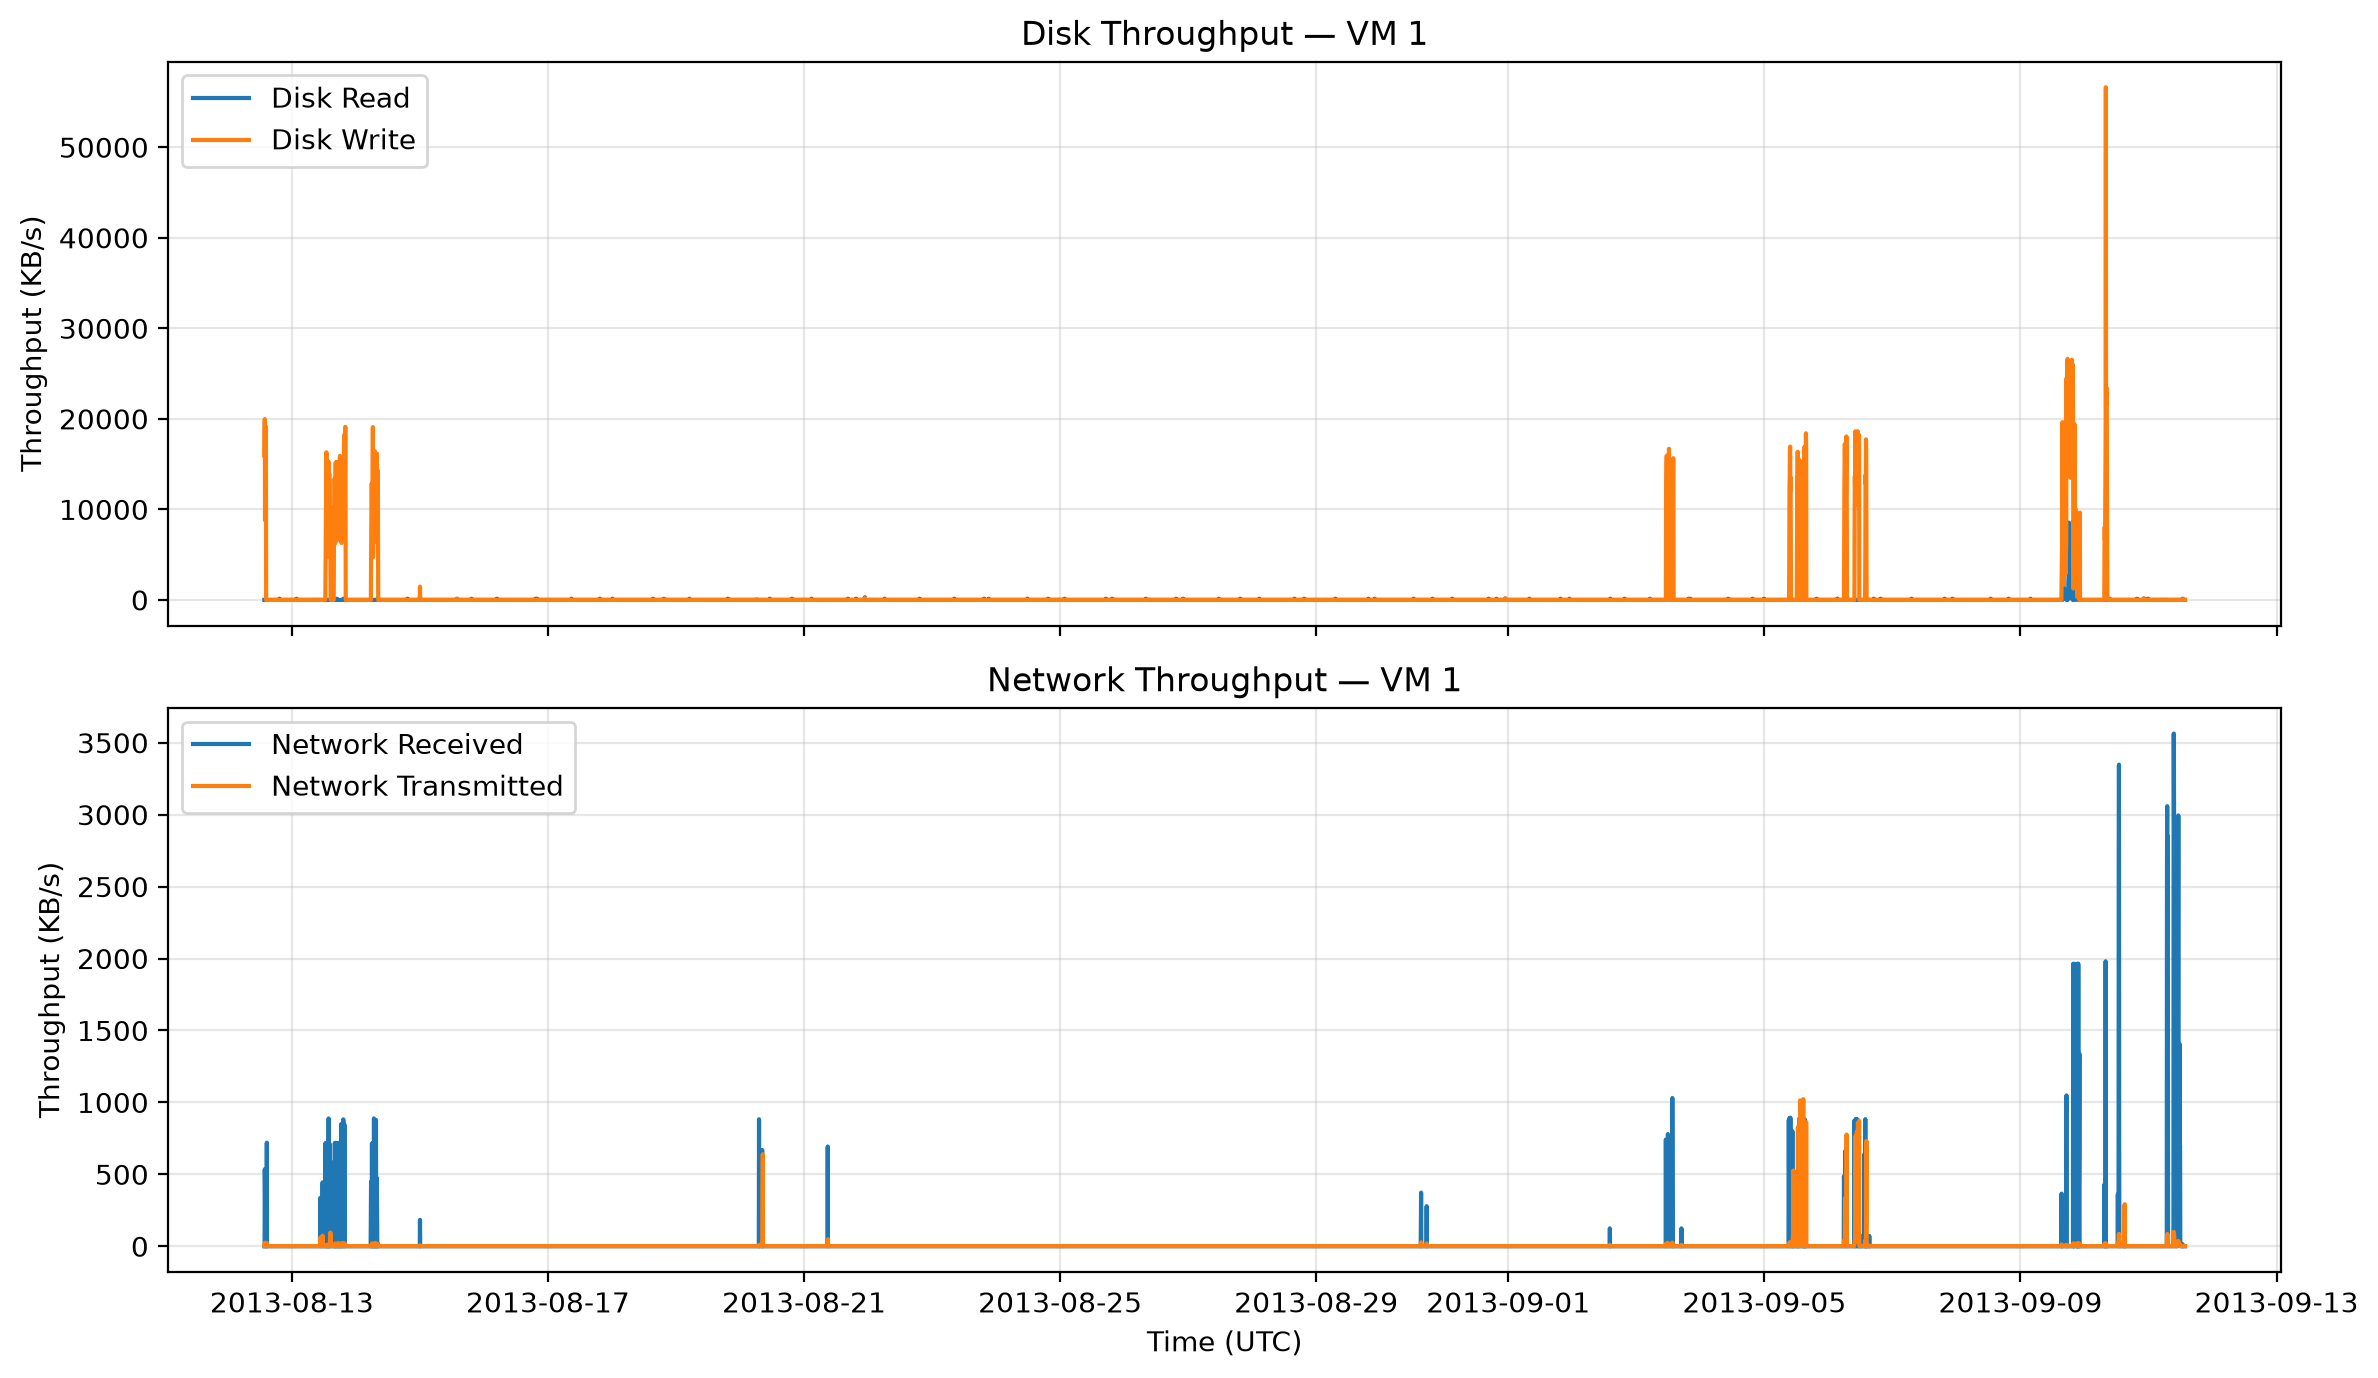 Disk Throughput — VM 1
Disk Read
Disk Write
Throughput (KB/s)
50000
40000
30000
20000
10000
0
Network Throughput — VM 1
Network Received
Network Transmitted
Throughput (KB/s)
3500
3000
2500
2000
1500
1000
500
0
2013-08-13 2013-08-17 2013-08-21 2013-08-25 2013-08-29 2013-09-01 2013-09-05 2013-09-09 2013-09-13
Time (UTC)